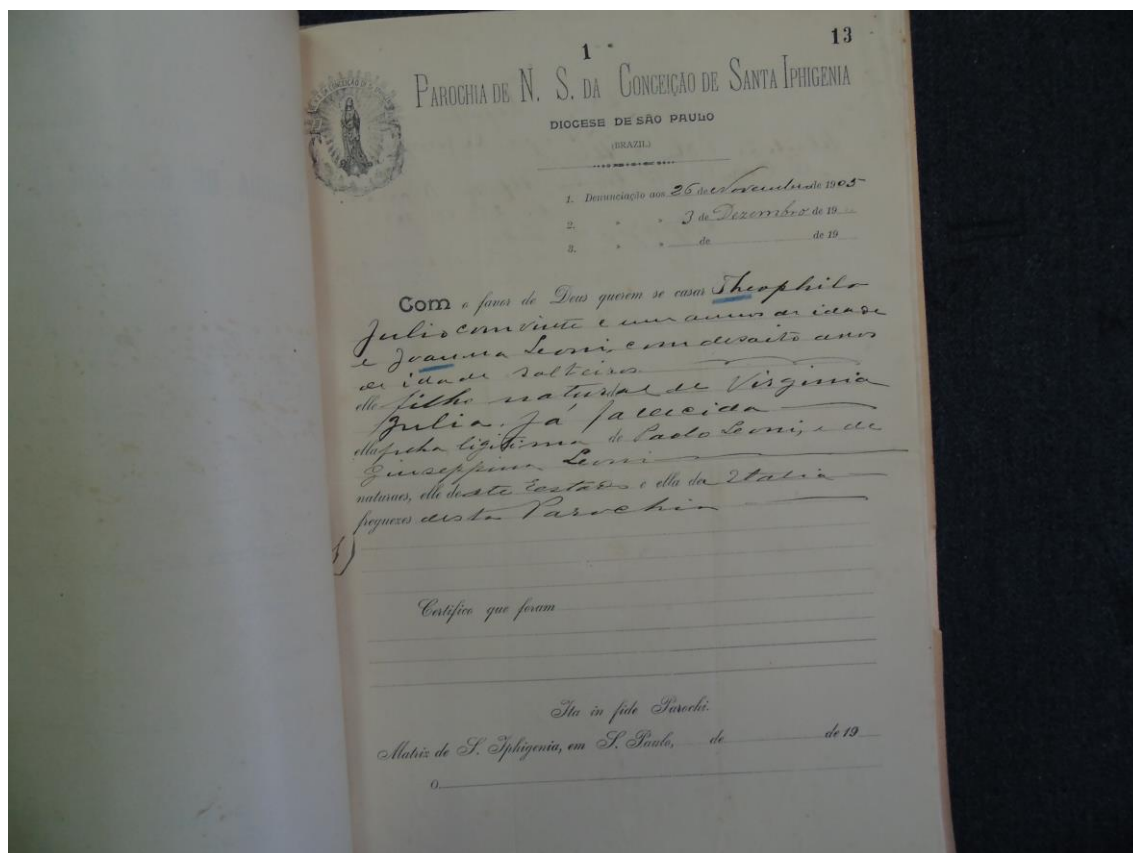 1
13
PAROCHIA DE N. S. DA CONCEIÇÃO DE SANTA IPHIGENIA
DIOCESE DE SÃO PAULO
(BRAZIL)
1. Denunciação aos 26 de Novembro de 1905
2. " " 3 de Dezembro de 19
3. " " de de 19
Com o favor de Deus querem se casar Theophilo
Julio com vinte e um annos de idade
e Joanna Leoni, com desoito anos
de idade solteiros
elle filho natural de Virginia
Julia, já falecida
ella filha ligitima de Paolo Leoni, e de
Giuseppina Leoni
naturaes, elle deste Estado e ella da Italia
freguezes desta Parochia
Certifico que foram
Ita in fide Parochi.
Matriz de S. Iphigenia, em S. Paulo, de de 19
O